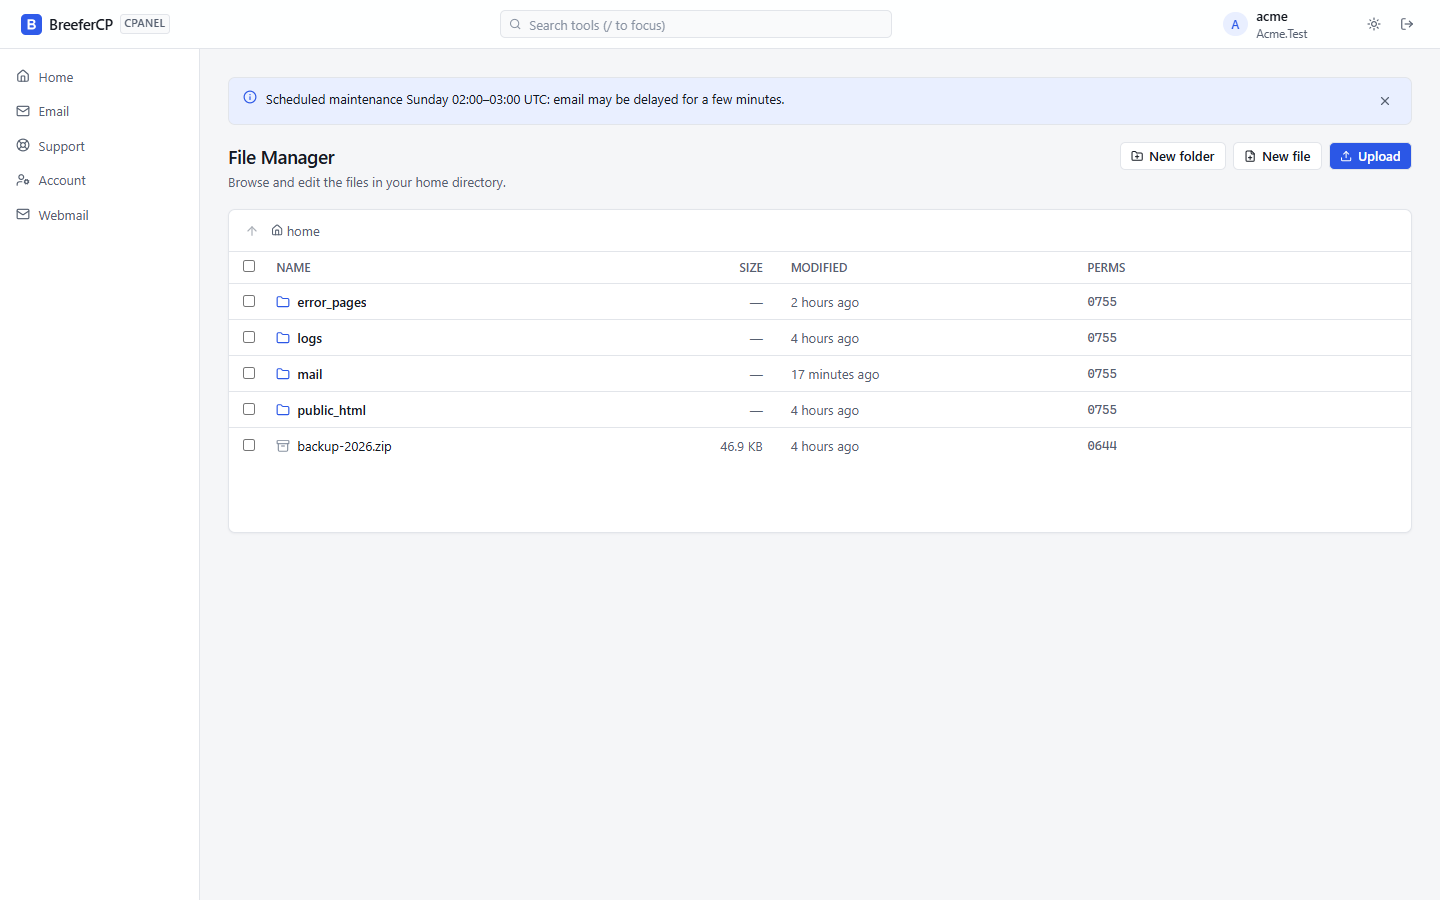 B BreeferCP CPANEL
Search tools (/ to focus)
A acme
Acme.Test
Home
Email
Support
Account
Webmail
Scheduled maintenance Sunday 02:00–03:00 UTC: email may be delayed for a few minutes.
File Manager
Browse and edit the files in your home directory.
New folder New file Upload
home
NAME SIZE MODIFIED PERMS
error_pages — 2 hours ago 0755
logs — 4 hours ago 0755
mail — 17 minutes ago 0755
public_html — 4 hours ago 0755
backup-2026.zip 46.9 KB 4 hours ago 0644